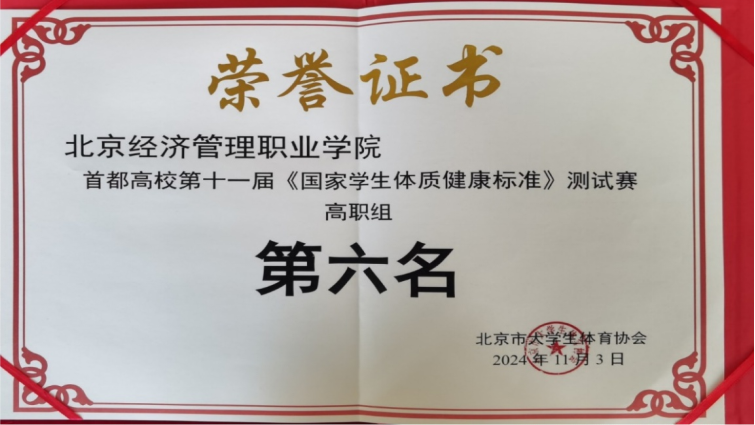 荣誉证书
北京经济管理职业学院
首都高校第十一届《国家学生体质健康标准》测试赛
高职组
第六名
北京市大学生体育协会
2024年11月3日